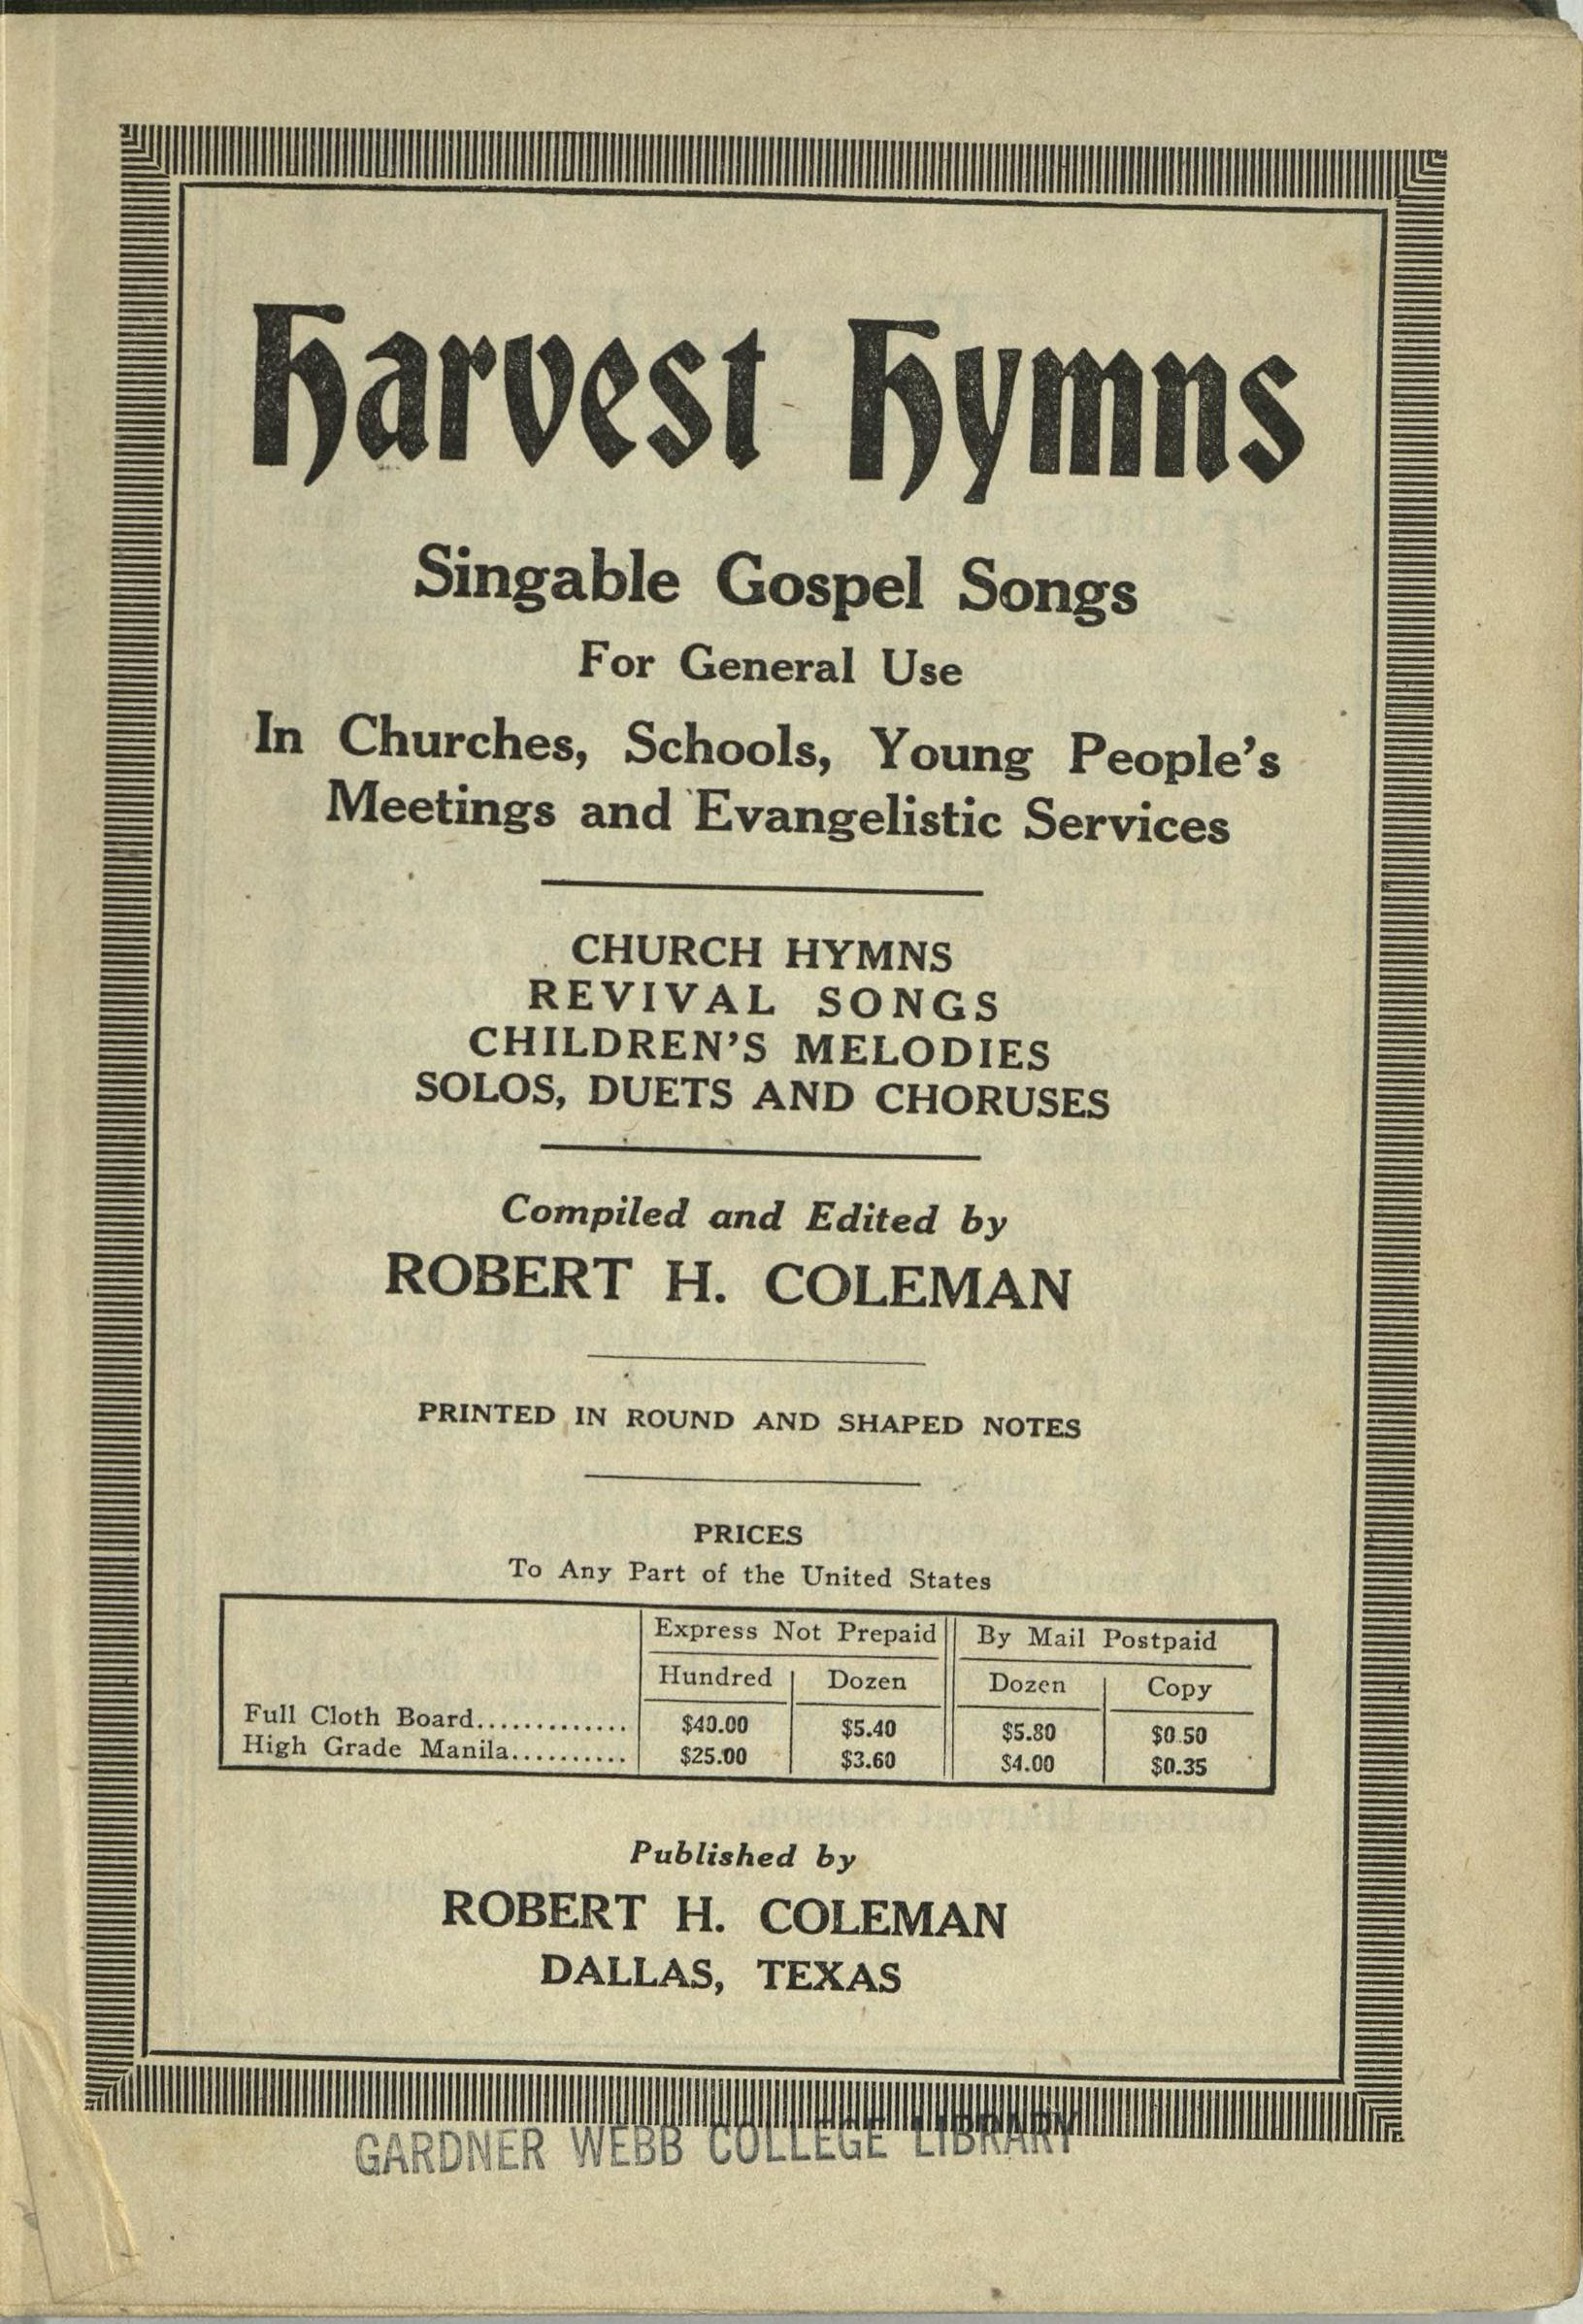 Harvest Hymns
Singable Gospel Songs
For General Use
In Churches, Schools, Young People's
Meetings and Evangelistic Services
CHURCH HYMNS
REVIVAL SONGS
CHILDREN'S MELODIES
SOLOS, DUETS AND CHORUSES
Compiled and Edited by
ROBERT H. COLEMAN
PRINTED IN ROUND AND SHAPED NOTES
PRICES
To Any Part of the United States
Express Not Prepaid By Mail Postpaid
Hundred Dozen Dozen Copy
Full Cloth Board............. $40.00 $5.40 $5.80 $0.50
High Grade Manila.......... $25.00 $3.60 $4.00 $0.35
Published by
ROBERT H. COLEMAN
DALLAS, TEXAS
GARDNER WEBB COLLEGE LIBRARY